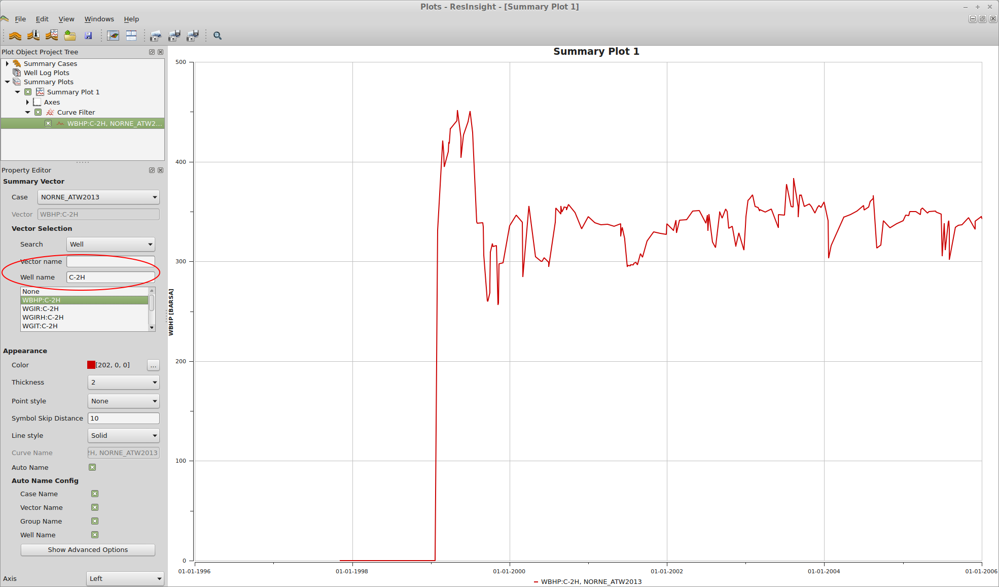 Plots - ResInsight - [Summary Plot 1]
File Edit View Windows Help
Plot Object Project Tree
Summary Cases
Well Log Plots
Summary Plots
Summary Plot 1
Axes
Curve Filter
WBHP:C-2H, NORNE_ATW2...
Property Editor
Summary Vector
Case NORNE_ATW2013
Vector WBHP:C-2H
Vector Selection
Search Well
Vector name
Well name C-2H
None
WBHP:C-2H
WGIR:C-2H
WGIRH:C-2H
WGIT:C-2H
Appearance
Color [202, 0, 0] ...
Thickness 2
Point style None
Symbol Skip Distance 10
Line style Solid
Curve Name 2H, NORNE_ATW2013
Auto Name
Auto Name Config
Case Name
Vector Name
Group Name
Well Name
Show Advanced Options
Axis Left
Summary Plot 1
500
400
300
200
100
0
WBHP [BARSA]
01-01-1996 01-01-1998 01-01-2000 01-01-2002 01-01-2004 01-01-2006
WBHP:C-2H, NORNE_ATW2013